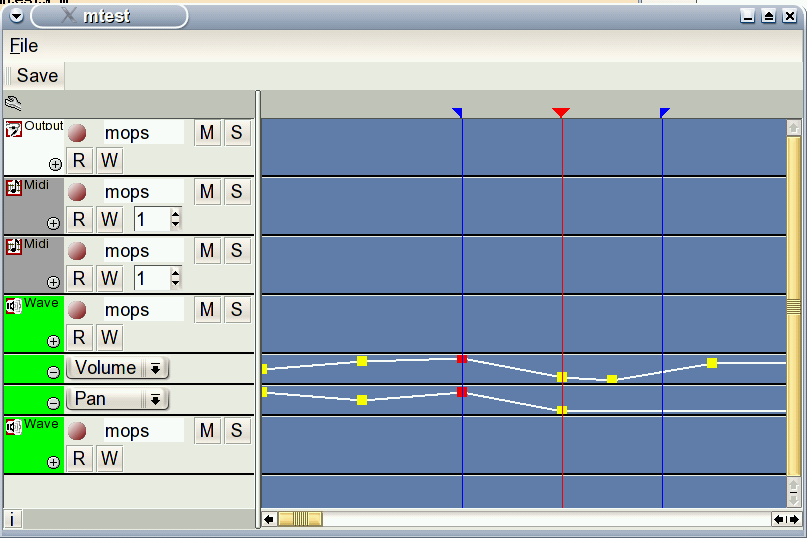 mtest
File
Save
Output mops M S
R W
Midi mops M S
R W 1
Midi mops M S
R W 1
Wave mops M S
R W
Volume
Pan
Wave mops M S
R W
i